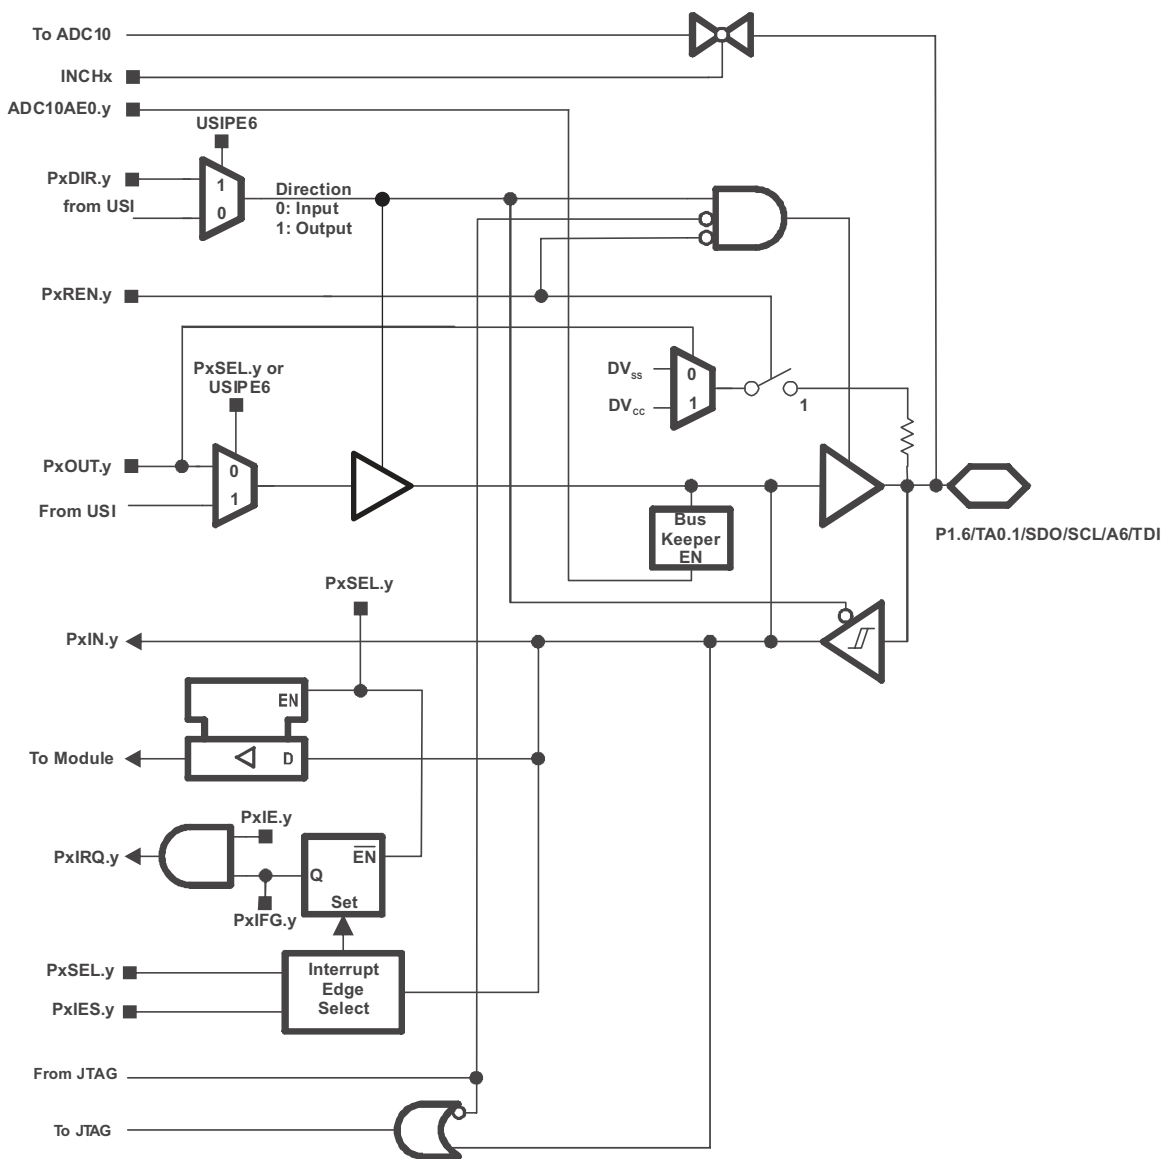 To ADC10
INCHx
ADC10AE0.y
USIPE6
PxDIR.y
1
from USI
0
Direction
0: Input
1: Output
PxREN.y
PxSEL.y or
USIPE6
DVSS
0
DVCC
1
1
PxOUT.y
0
From USI
1
Bus
Keeper
EN
P1.6/TA0.1/SDO/SCL/A6/TDI
PxSEL.y
PxIN.y
EN
To Module
D
PxIE.y
PxIRQ.y
EN
Q
Set
PxIFG.y
PxSEL.y
Interrupt
Edge
Select
PxIES.y
From JTAG
To JTAG